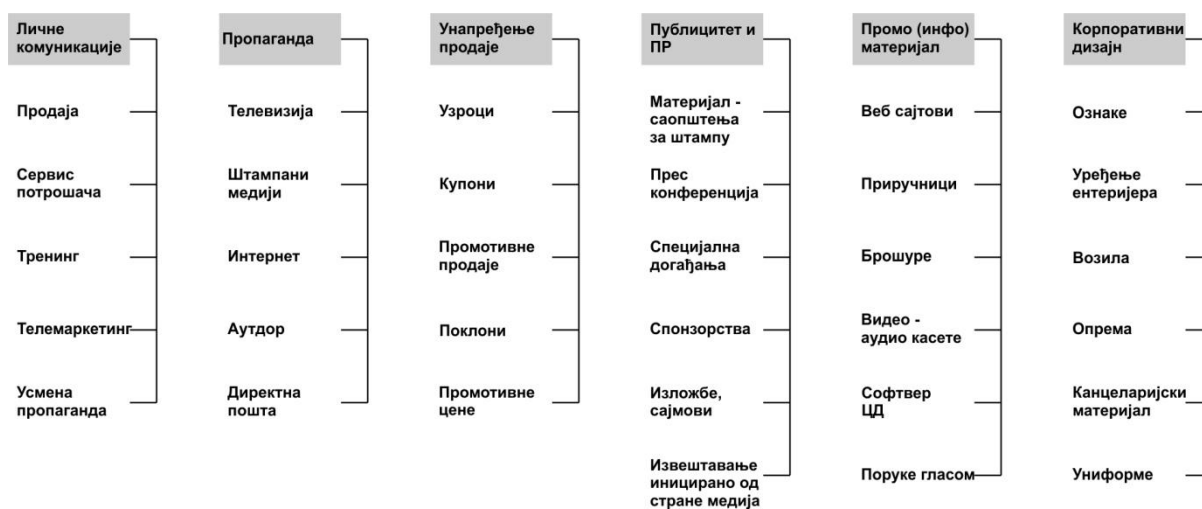 Личне
комуникације
Продаја
Сервис
потрошача
Тренинг
Телемаркетинг
Усмена
пропаганда
Пропаганда
Телевизија
Штампани
медији
Интернет
Аутдор
Директна
пошта
Унапређење
продаје
Узроци
Купони
Промотивне
продаје
Поклони
Промотивне
цене
Публицитет и
ПР
Материјал -
саопштења
за штампу
Прес
конференција
Специјална
догађања
Спонзорства
Изложбе,
сајмови
Извештавање
иницирано од
стране медија
Промо (инфо)
материјал
Веб сајтови
Приручници
Брошуре
Видео -
аудио касете
Софтвер
ЦД
Поруке гласом
Корпоративни
дизајн
Ознаке
Уређење
ентеријера
Возила
Опрема
Канцеларијски
материјал
Униформе